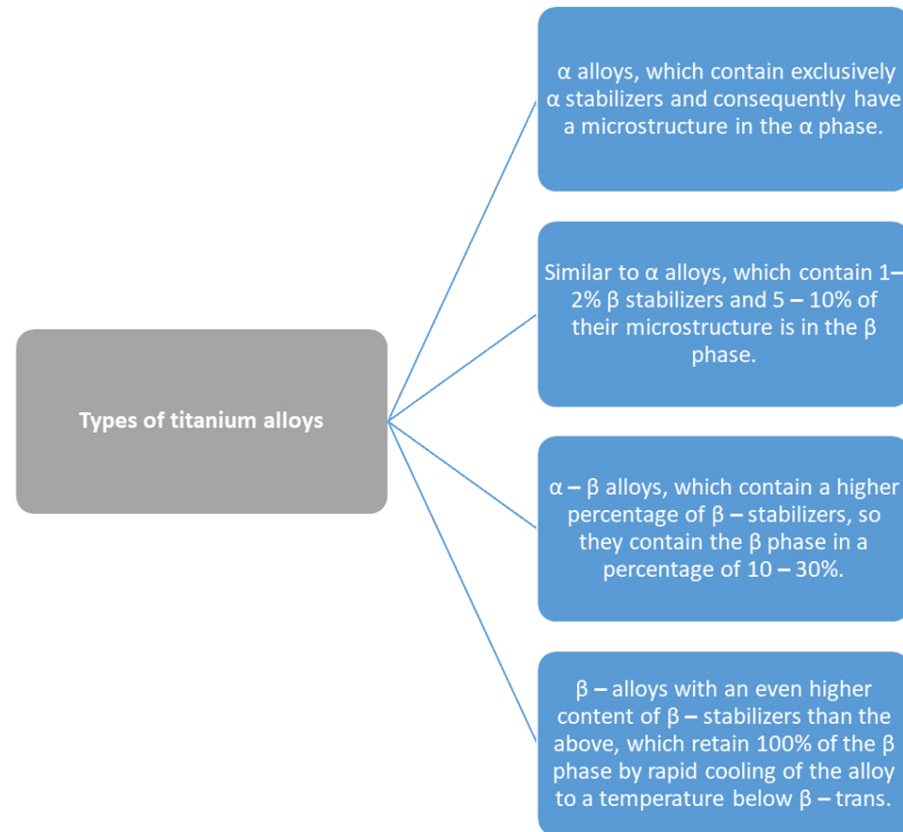 α alloys, which contain exclusively
α stabilizers and consequently have
a microstructure in the α phase.
Similar to α alloys, which contain 1–
2% β stabilizers and 5 – 10% of
their microstructure is in the β
phase.
Types of titanium alloys
α – β alloys, which contain a higher
percentage of β – stabilizers, so
they contain the β phase in a
percentage of 10 – 30%.
β – alloys with an even higher
content of β – stabilizers than the
above, which retain 100% of the β
phase by rapid cooling of the alloy
to a temperature below β – trans.